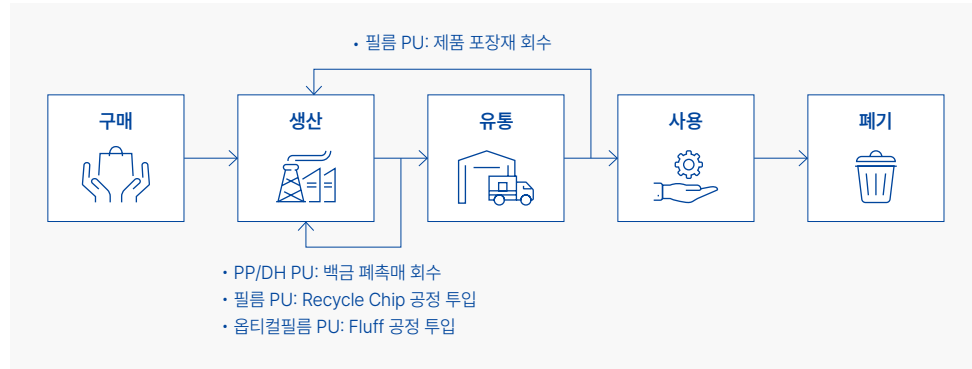 • 필름 PU: 제품 포장재 회수
구매
생산
유통
사용
폐기
• PP/DH PU: 백금 폐촉매 회수
• 필름 PU: Recycle Chip 공정 투입
• 옵티컬필름 PU: Fluff 공정 투입